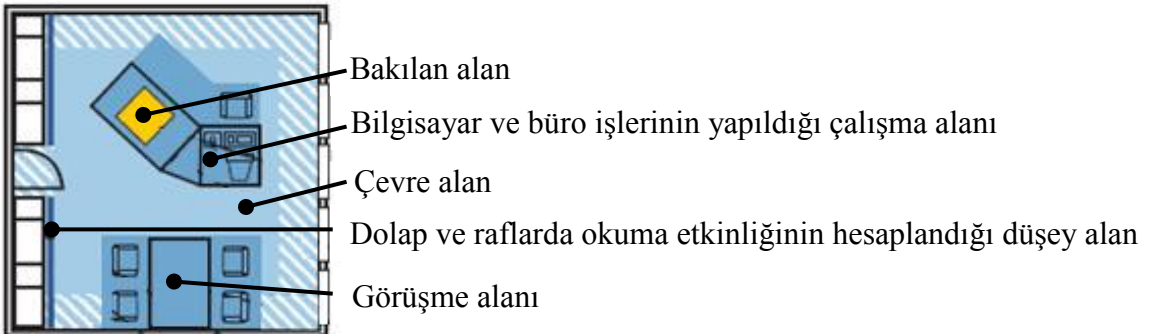 Bakılan alan
Bilgisayar ve büro işlerinin yapıldığı çalışma alanı
Çevre alan
Dolap ve raflarda okuma etkinliğinin hesaplandığı düşey alan
Görüşme alanı